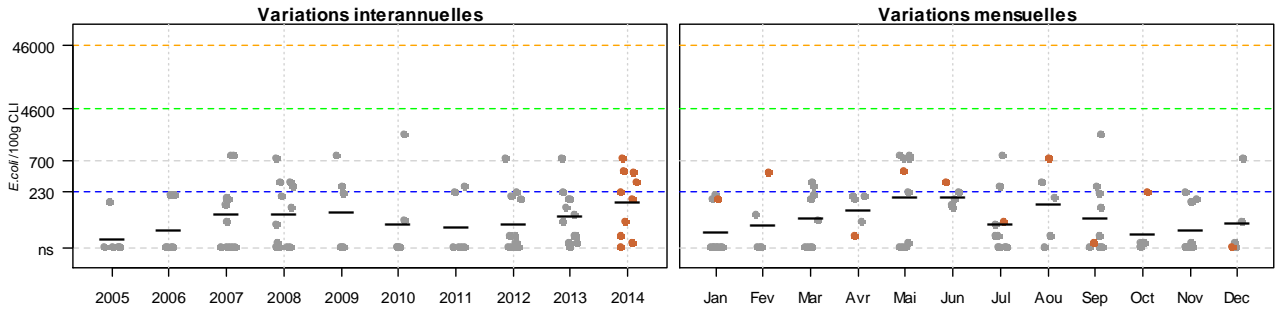 Variations interannuelles
Variations mensuelles
E.coli/100g CLI
46000
4600
700
230
ns
2005 2006 2007 2008 2009 2010 2011 2012 2013 2014
Jan Fev Mar Avr Mai Jun Jul Aou Sep Oct Nov Dec